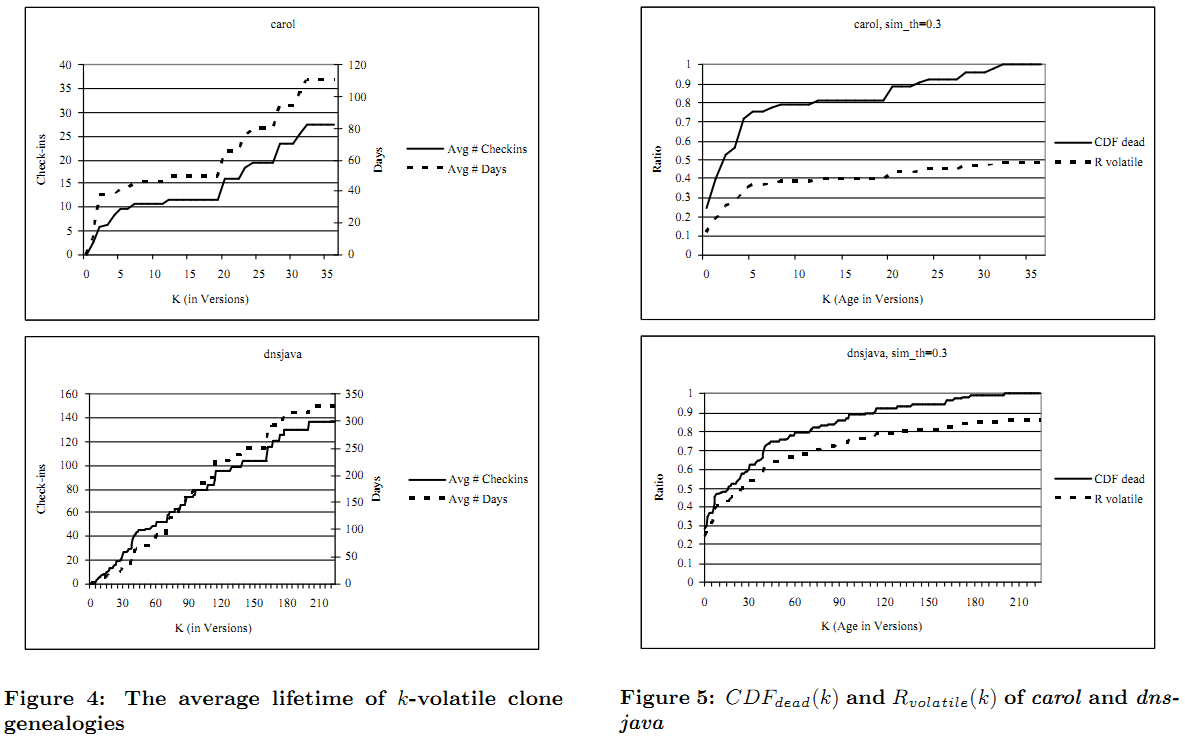 carol
40
35
30
25
20
15
10
5
0
Check-ins
120
100
80
60
40
20
0
Days
0 5 10 15 20 25 30 35
K (in Versions)
Avg # Checkins
Avg # Days
carol, sim_th=0.3
1
0.9
0.8
0.7
0.6
0.5
0.4
0.3
0.2
0.1
0
Ratio
0 5 10 15 20 25 30 35
K (Age in Versions)
CDF dead
R volatile
dnsjava
160
140
120
100
80
60
40
20
0
Check-ins
350
300
250
200
150
100
50
0
Days
0 30 60 90 120 150 180 210
K (in Versions)
Avg # Checkins
Avg # Days
dnsjava, sim_th=0.3
1
0.9
0.8
0.7
0.6
0.5
0.4
0.3
0.2
0.1
0
Ratio
0 30 60 90 120 150 180 210
K (Age in Versions)
CDF dead
R volatile
Figure 4: The average lifetime of k-volatile clone
genealogies
Figure 5: CDFdead(k) and Rvolatile(k) of carol and dns-
java